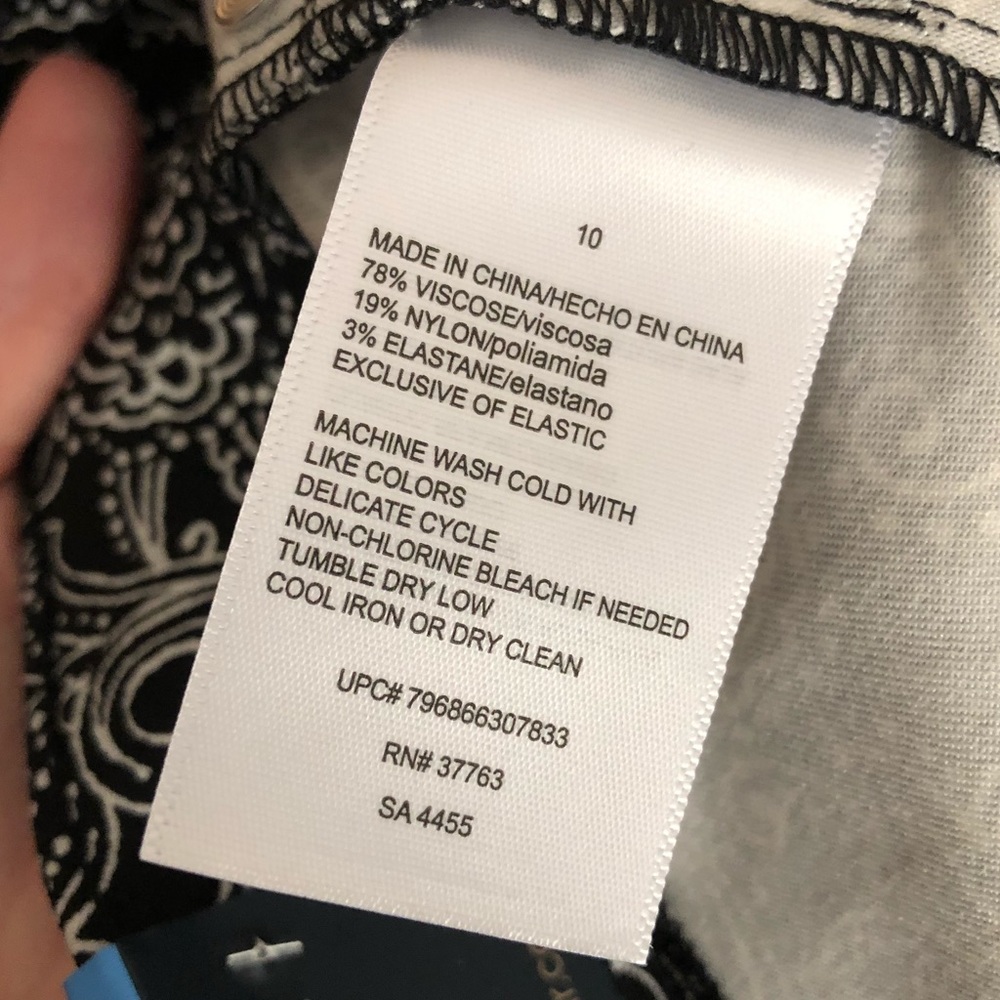 10
MADE IN CHINA/HECHO EN CHINA
78% VISCOSE/viscosa
19% NYLON/poliamida
3% ELASTANE/elastano
EXCLUSIVE OF ELASTIC
MACHINE WASH COLD WITH
LIKE COLORS
DELICATE CYCLE
NON-CHLORINE BLEACH IF NEEDED
TUMBLE DRY LOW
COOL IRON OR DRY CLEAN
UPC# 796866307833
RN# 37763
SA 4455